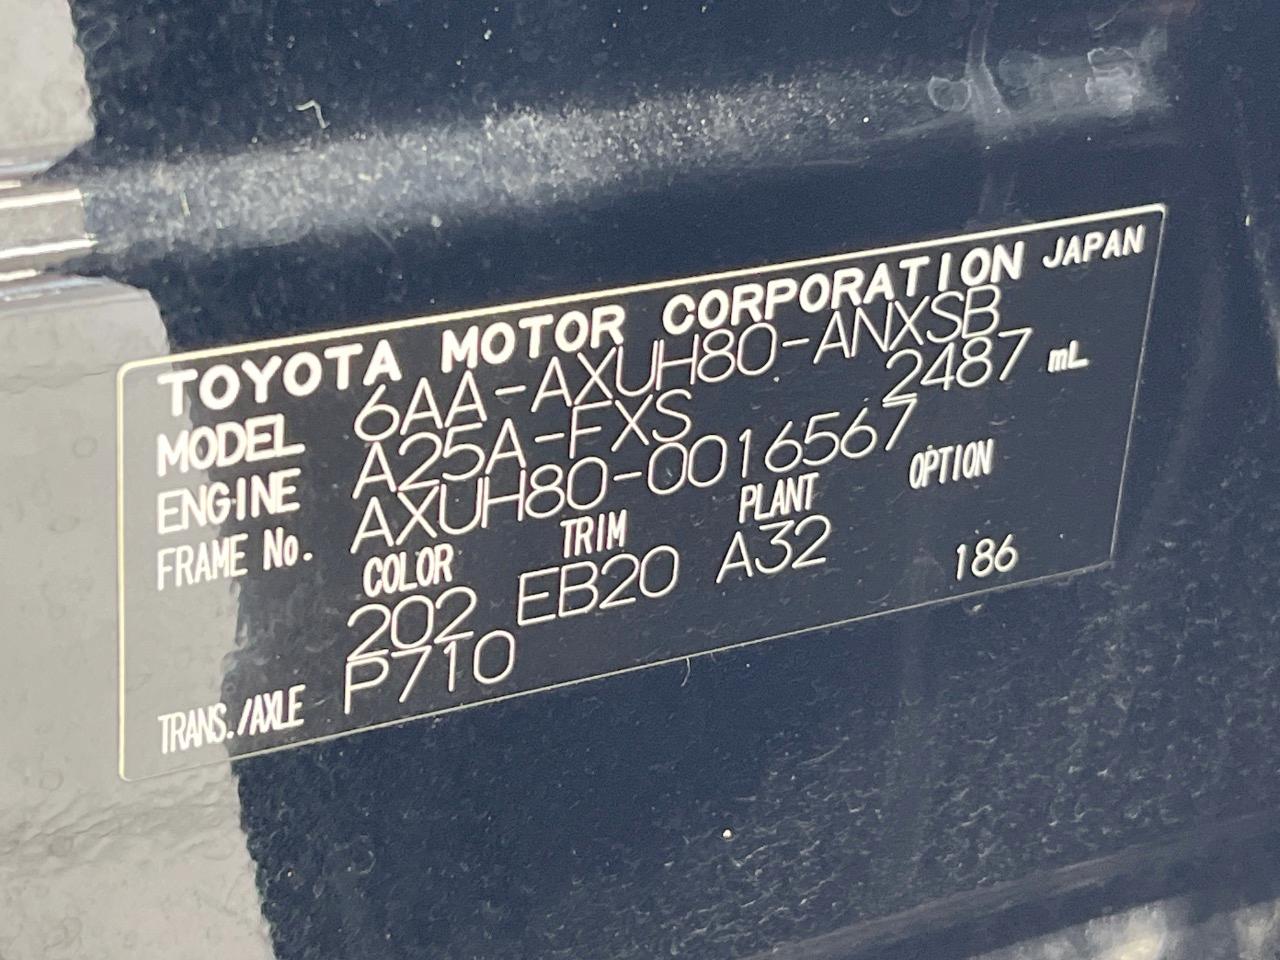 TOYOTA MOTOR CORPORATION JAPAN
MODEL 6AA-AXUH80-ANXSB
ENGINE A25A-FXS 2487 mL
FRAME No. AXUH80-0016567
COLOR TRIM PLANT OPTION
202 EB20 A32 186
TRANS./AXLE P710